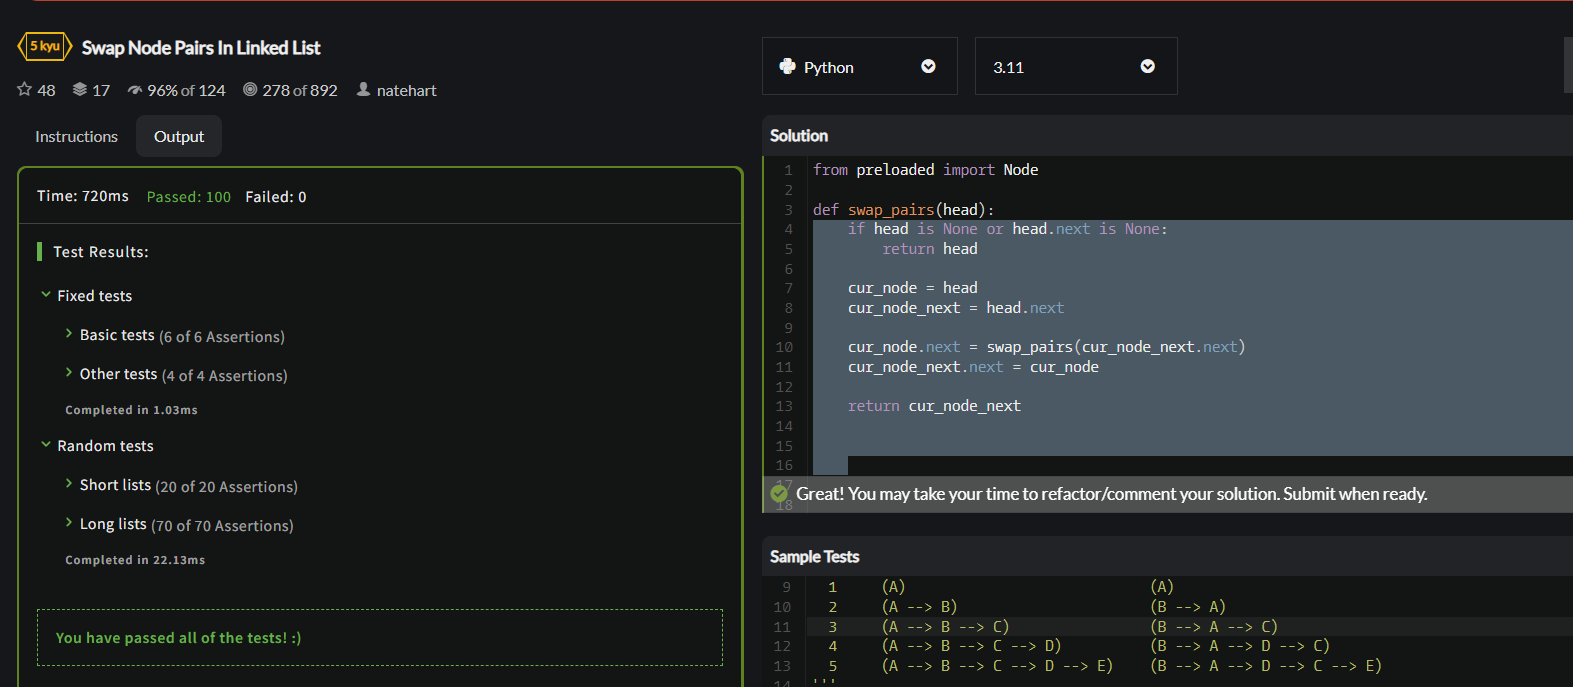 5 kyu Swap Node Pairs In Linked List
48 17 96% of 124 278 of 892 natehart
Instructions Output
Time: 720ms Passed: 100 Failed: 0
Test Results:
Fixed tests
Basic tests (6 of 6 Assertions)
Other tests (4 of 4 Assertions)
Completed in 1.03ms
Random tests
Short lists (20 of 20 Assertions)
Long lists (70 of 70 Assertions)
Completed in 22.13ms
You have passed all of the tests! :)
Python 3.11
Solution
1 from preloaded import Node
2
3 def swap_pairs(head):
4     if head is None or head.next is None:
5         return head
6
7     cur_node = head
8     cur_node_next = head.next
9
10     cur_node.next = swap_pairs(cur_node_next.next)
11     cur_node_next.next = cur_node
12
13     return cur_node_next
14
15
16
17
18
Great! You may take your time to refactor/comment your solution. Submit when ready.
Sample Tests
9 1 (A) (A)
10 2 (A --> B) (B --> A)
11 3 (A --> B --> C) (B --> A --> C)
12 4 (A --> B --> C --> D) (B --> A --> D --> C)
13 5 (A --> B --> C --> D --> E) (B --> A --> D --> C --> E)
14 '''